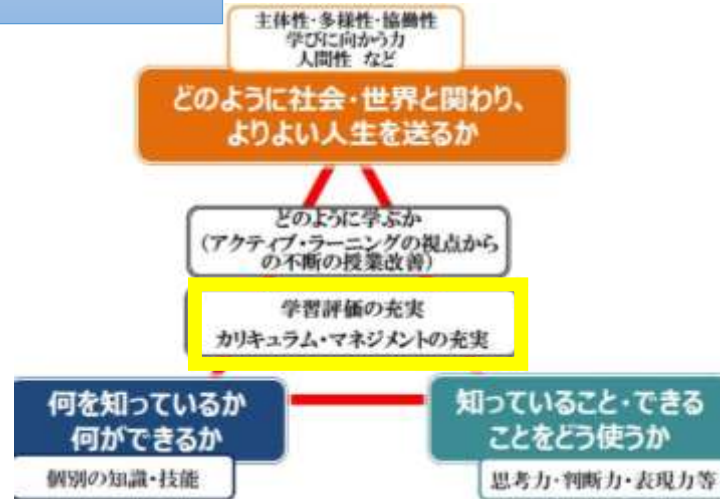 主体性・多様性・協働性
学びに向かう力
人間性 など
どのように社会・世界と関わり、
よりよい人生を送るか
どのように学ぶか
（アクティブ・ラーニングの視点から
の不断の授業改善）
学習評価の充実
カリキュラム・マネジメントの充実
何を知っているか
何ができるか
個別の知識・技能
知っていること・できる
ことをどう使うか
思考力・判断力・表現力等